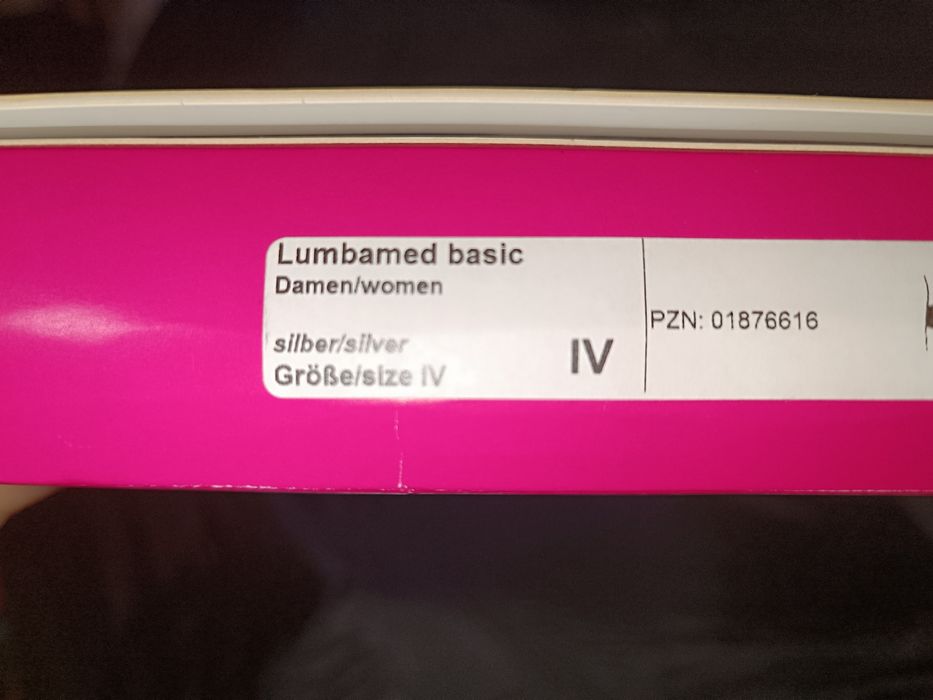 Lumbamed basic
Damen/women
silber/silver
Größe/size IV
IV
PZN: 01876616